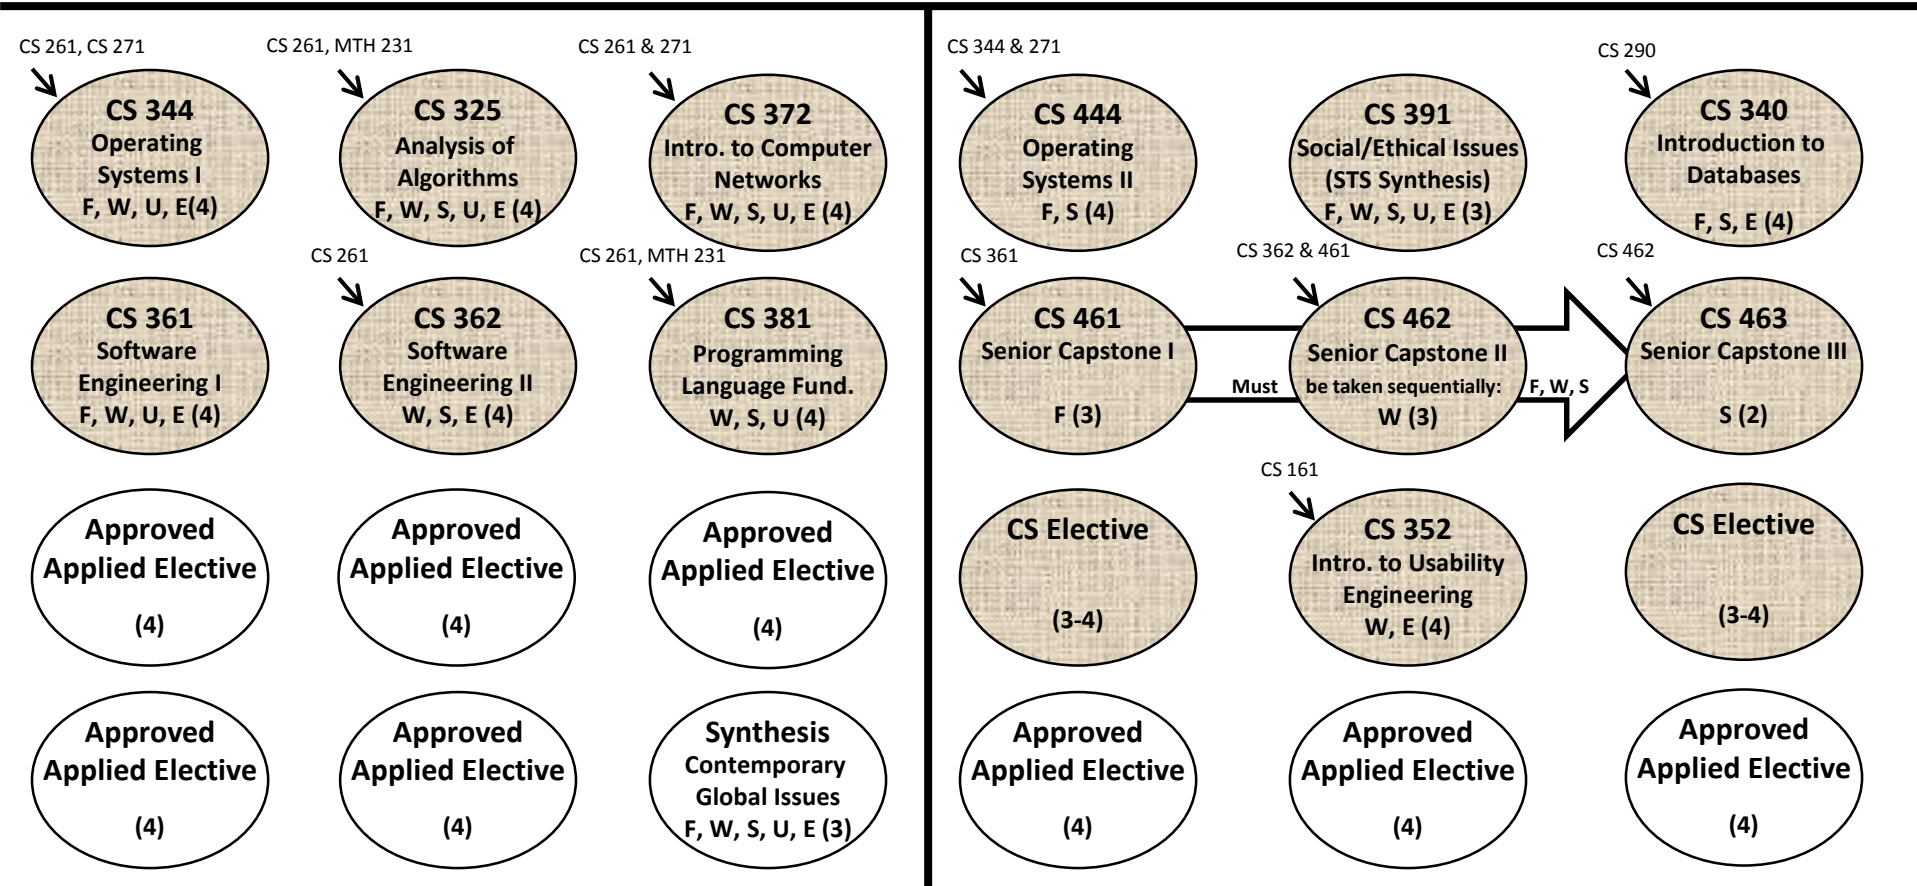 CS 261, CS 271
CS 344
Operating
Systems I
F, W, U, E(4)
CS 261, MTH 231
CS 325
Analysis of
Algorithms
F, W, S, U, E (4)
CS 261 & 271
CS 372
Intro. to Computer
Networks
F, W, S, U, E (4)
CS 361
Software
Engineering I
F, W, U, E (4)
CS 261
CS 362
Software
Engineering II
W, S, E (4)
CS 261, MTH 231
CS 381
Programming
Language Fund.
W, S, U (4)
Approved
Applied Elective
(4)
Approved
Applied Elective
(4)
Approved
Applied Elective
(4)
Approved
Applied Elective
(4)
Approved
Applied Elective
(4)
Synthesis
Contemporary
Global Issues
F, W, S, U, E (3)
CS 344 & 271
CS 444
Operating
Systems II
F, S (4)
CS 391
Social/Ethical Issues
(STS Synthesis)
F, W, S, U, E (3)
CS 290
CS 340
Introduction to
Databases
F, S, E (4)
CS 361
CS 461
Senior Capstone I
F (3)
CS 362 & 461
CS 462
Senior Capstone II
Must be taken sequentially: F, W, S
W (3)
CS 462
CS 463
Senior Capstone III
S (2)
CS Elective
(3-4)
CS 161
CS 352
Intro. to Usability
Engineering
W, E (4)
CS Elective
(3-4)
Approved
Applied Elective
(4)
Approved
Applied Elective
(4)
Approved
Applied Elective
(4)